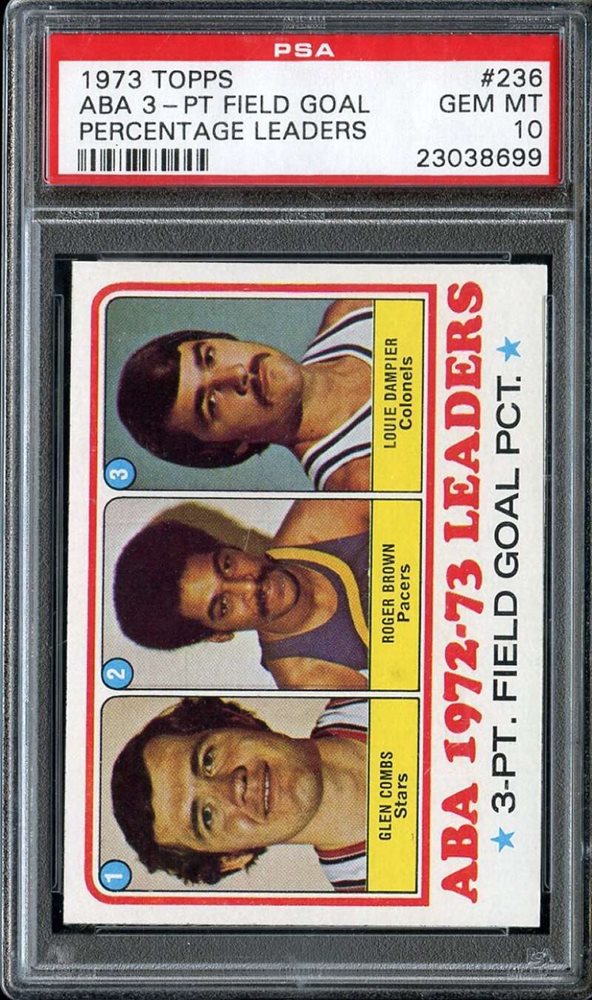 PSA
1973 TOPPS #236
ABA 3-PT FIELD GOAL GEM MT
PERCENTAGE LEADERS 10
23038699
1
GLEN COMBS
Stars
2
ROGER BROWN
Pacers
3
LOUIE DAMPIER
Colonels
ABA 1972-73 LEADERS
★ 3-PT. FIELD GOAL PCT. ★